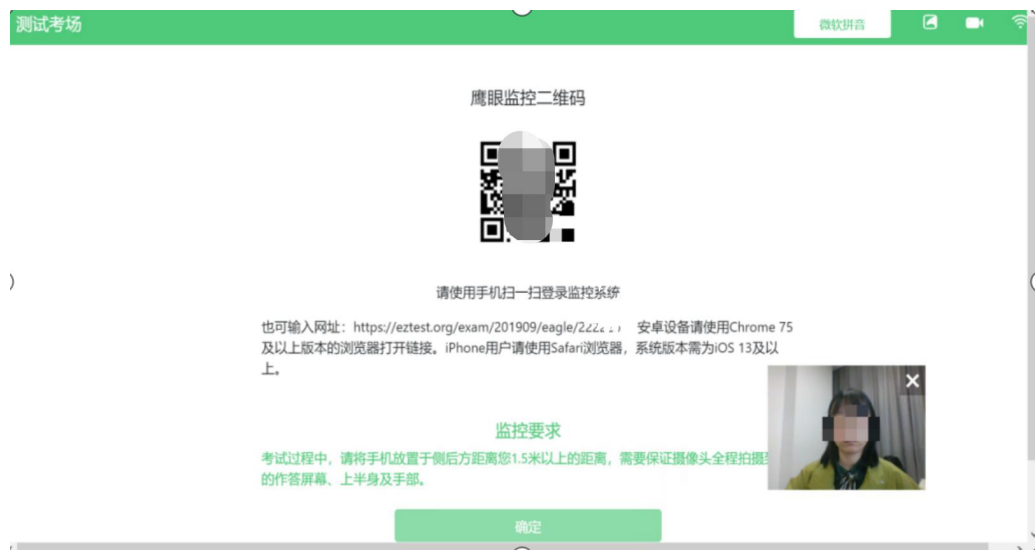 测试考场
微软拼音
鹰眼监控二维码
请使用手机扫一扫登录监控系统
也可输入网址：https://eztest.org/exam/201909/eagle/ 安卓设备请使用Chrome 75
及以上版本的浏览器打开链接。iPhone用户请使用Safari浏览器，系统版本需为iOS 13及以
上。
监控要求
考试过程中，请将手机放置于侧后方距离您1.5米以上的距离，需要保证摄像头全程拍摄
的作答屏幕、上半身及手部。
确定